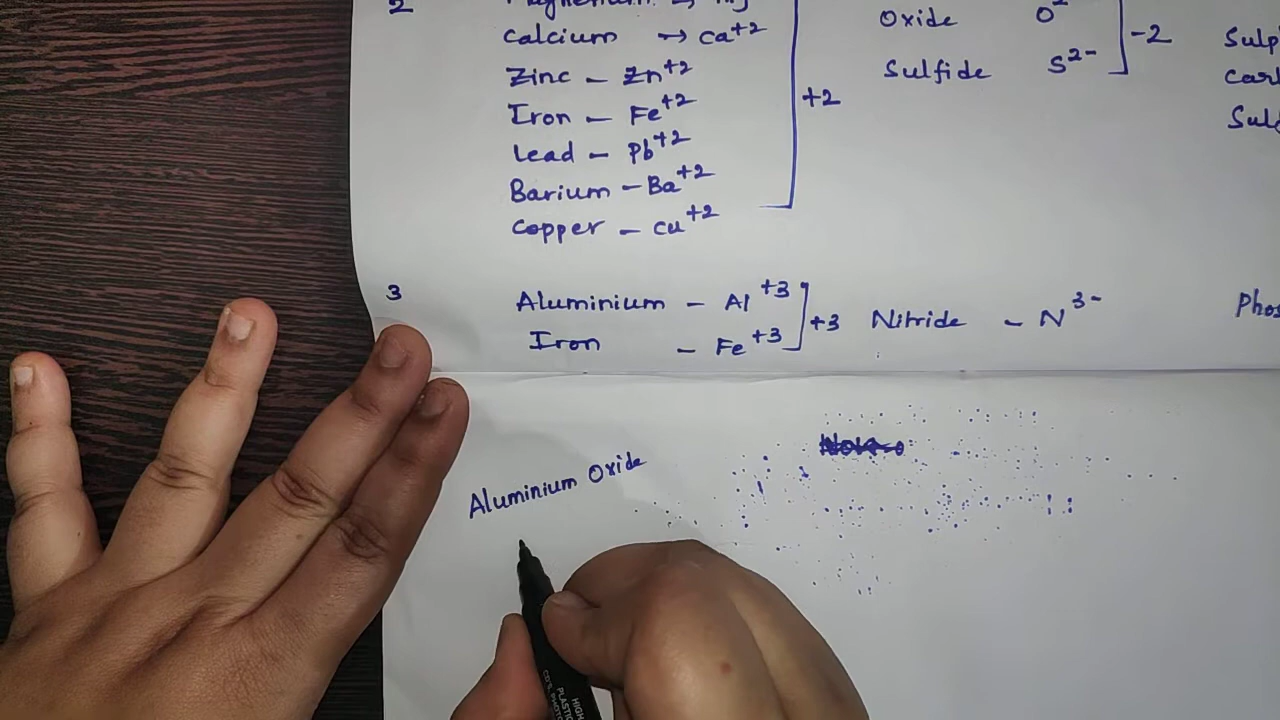 2
Calcium → Ca+2
Zinc – Zn+2
Iron – Fe+2
Lead – Pb+2
Barium – Ba+2
Copper – Cu+2
+2
Oxide O2
Sulfide S2-
-2
3
Aluminium – Al+3
Iron – Fe+3
+3
Nitride – N3-
Aluminium Oxide